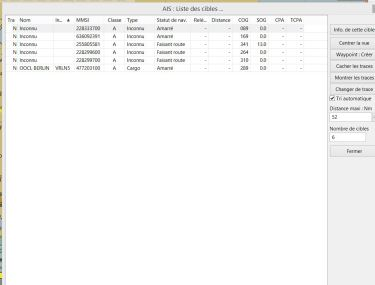 AIS : Liste des cibles ...
Tra Nom In... MMSI Classe Type Statut de nav. Relè... Distance COG SOG CPA TCPA
N Inconnu 228333700 A Inconnu Amarré - - 089 0.0 - -
N Inconnu 636092391 A Inconnu Amarré - - 169 0.0 - -
N Inconnu 255805581 A Inconnu Faisant route - - 341 13.0 - -
N Inconnu 228299600 A Inconnu Faisant route - - 264 0.0 - -
N Inconnu 228299700 A Inconnu Faisant route - - 310 0.0 - -
N OOCL BERLIN VRLN5 477203100 A Cargo Amarré - - 289 0.0 - -
Info. de cette cible
Centrer la vue
Waypoint : Créer
Cacher les traces
Montrer les traces
Changer de trace
Tri automatique
Distance maxi : Nm
52
Nombre de cibles
6
Fermer